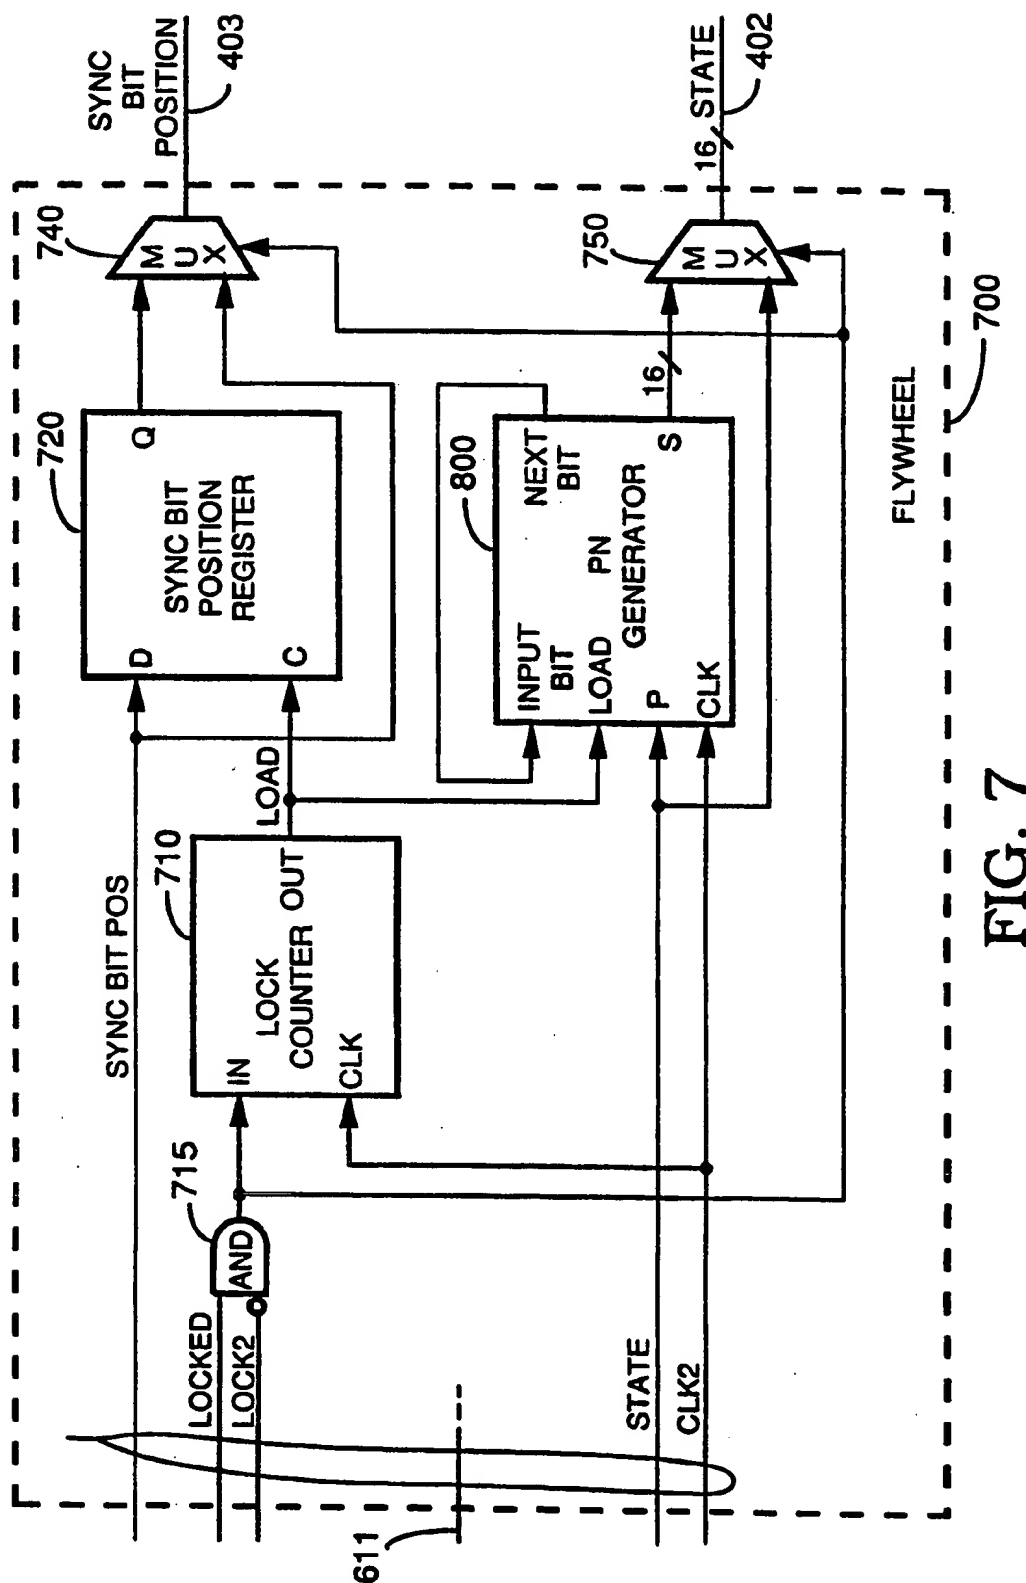 SYNC
BIT
POSITION
403
740
M
U
X
720
D
Q
SYNC BIT
POSITION
REGISTER
C
SYNC BIT POS
LOAD
710
IN
LOCK
COUNTER
OUT
CLK
715
AND
LOCKED
LOCK2
611
800
INPUT
BIT
NEXT
BIT
LOAD
PN
GENERATOR
P
S
CLK
16
750
M
U
X
16
STATE
402
STATE
CLK2
FLYWHEEL
700
FIG. 7